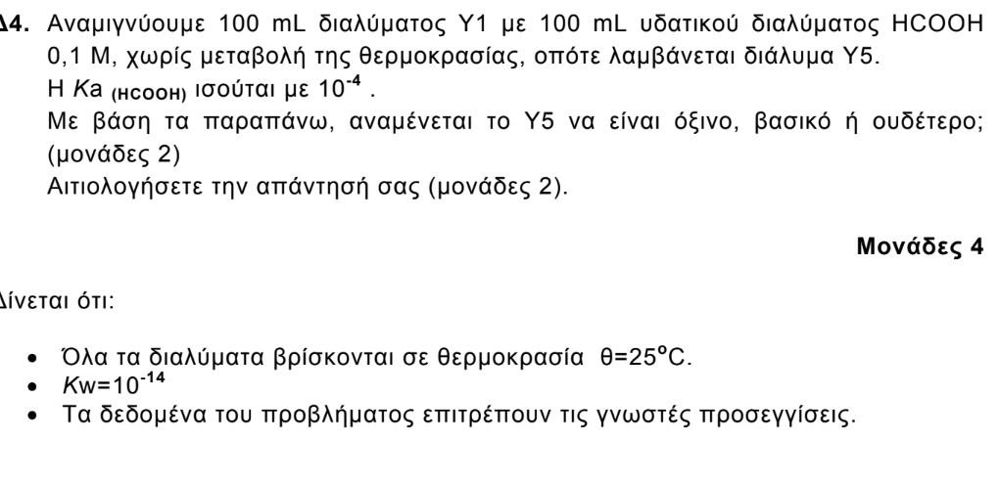 Δ4. Αναμιγνύουμε 100 mL διαλύματος Υ1 με 100 mL υδατικού διαλύματος HCOOH
0,1 Μ, χωρίς μεταβολή της θερμοκρασίας, οπότε λαμβάνεται διάλυμα Υ5.
Η Ka (HCOOH) ισούται με 10-4 .
Με βάση τα παραπάνω, αναμένεται το Υ5 να είναι όξινο, βασικό ή ουδέτερο;
(μονάδες 2)
Αιτιολογήσετε την απάντησή σας (μονάδες 2).
Μονάδες 4
Δίνεται ότι:
• Όλα τα διαλύματα βρίσκονται σε θερμοκρασία θ=25οC.
• Kw=10-14
• Τα δεδομένα του προβλήματος επιτρέπουν τις γνωστές προσεγγίσεις.